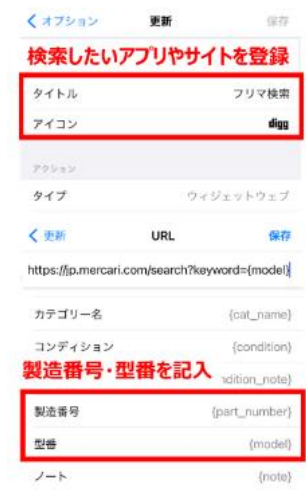 オプション 更新 保存
検索したいアプリやサイトを登録
タイトル フリマ検索
アイコン digg
アクション
タイプ ウィジェットウェブ
更新 URL 保存
https://jp.mercari.com/search?keyword={model}
カテゴリー名 {cat_name}
コンディション {condition}
製造番号・型番を記入
製造番号 {part_number}
型番 {model}
ノート {note}